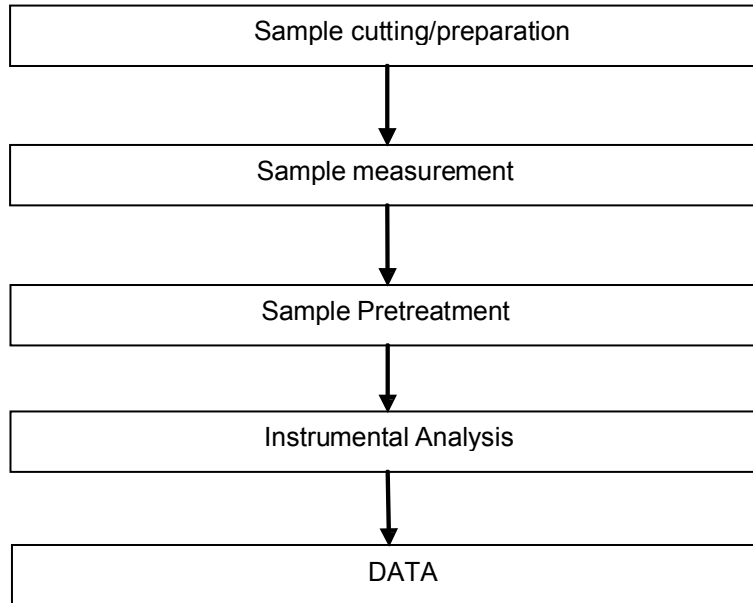 Sample cutting/preparation
Sample measurement
Sample Pretreatment
Instrumental Analysis
DATA